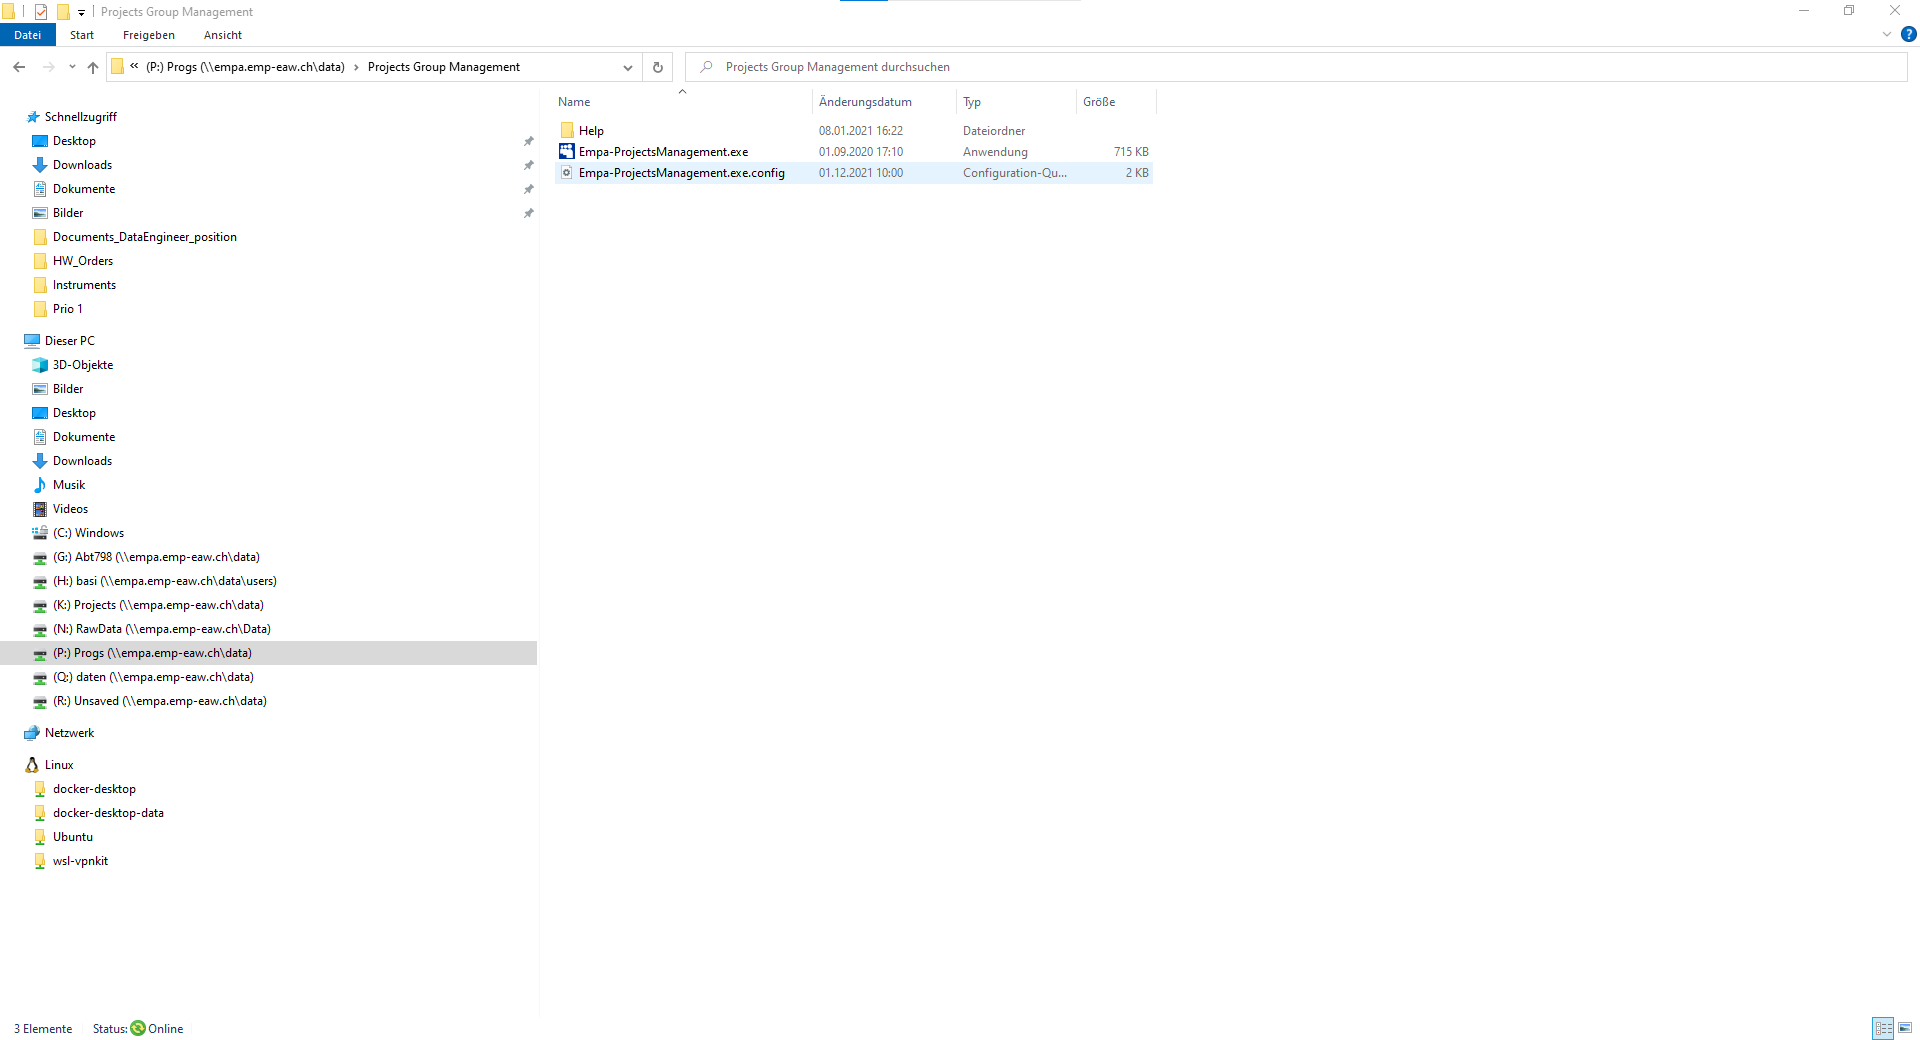 Projects Group Management
Datei Start Freigeben Ansicht
« (P:) Progs (\\empa.emp-eaw.ch\data) › Projects Group Management
Projects Group Management durchsuchen
Schnellzugriff
Desktop
Downloads
Dokumente
Bilder
Documents_DataEngineer_position
HW_Orders
Instruments
Prio 1
Dieser PC
3D-Objekte
Bilder
Desktop
Dokumente
Downloads
Musik
Videos
(C:) Windows
(G:) Abt798 (\\empa.emp-eaw.ch\data)
(H:) basi (\\empa.emp-eaw.ch\data\users)
(K:) Projects (\\empa.emp-eaw.ch\data)
(N:) RawData (\\empa.emp-eaw.ch\Data)
(P:) Progs (\\empa.emp-eaw.ch\data)
(Q:) daten (\\empa.emp-eaw.ch\data)
(R:) Unsaved (\\empa.emp-eaw.ch\data)
Netzwerk
Linux
docker-desktop
docker-desktop-data
Ubuntu
wsl-vpnkit
Name Änderungsdatum Typ Größe
Help 08.01.2021 16:22 Dateiordner
Empa-ProjectsManagement.exe 01.09.2020 17:10 Anwendung 715 KB
Empa-ProjectsManagement.exe.config 01.12.2021 10:00 Configuration-Qu... 2 KB
3 Elemente Status: Online